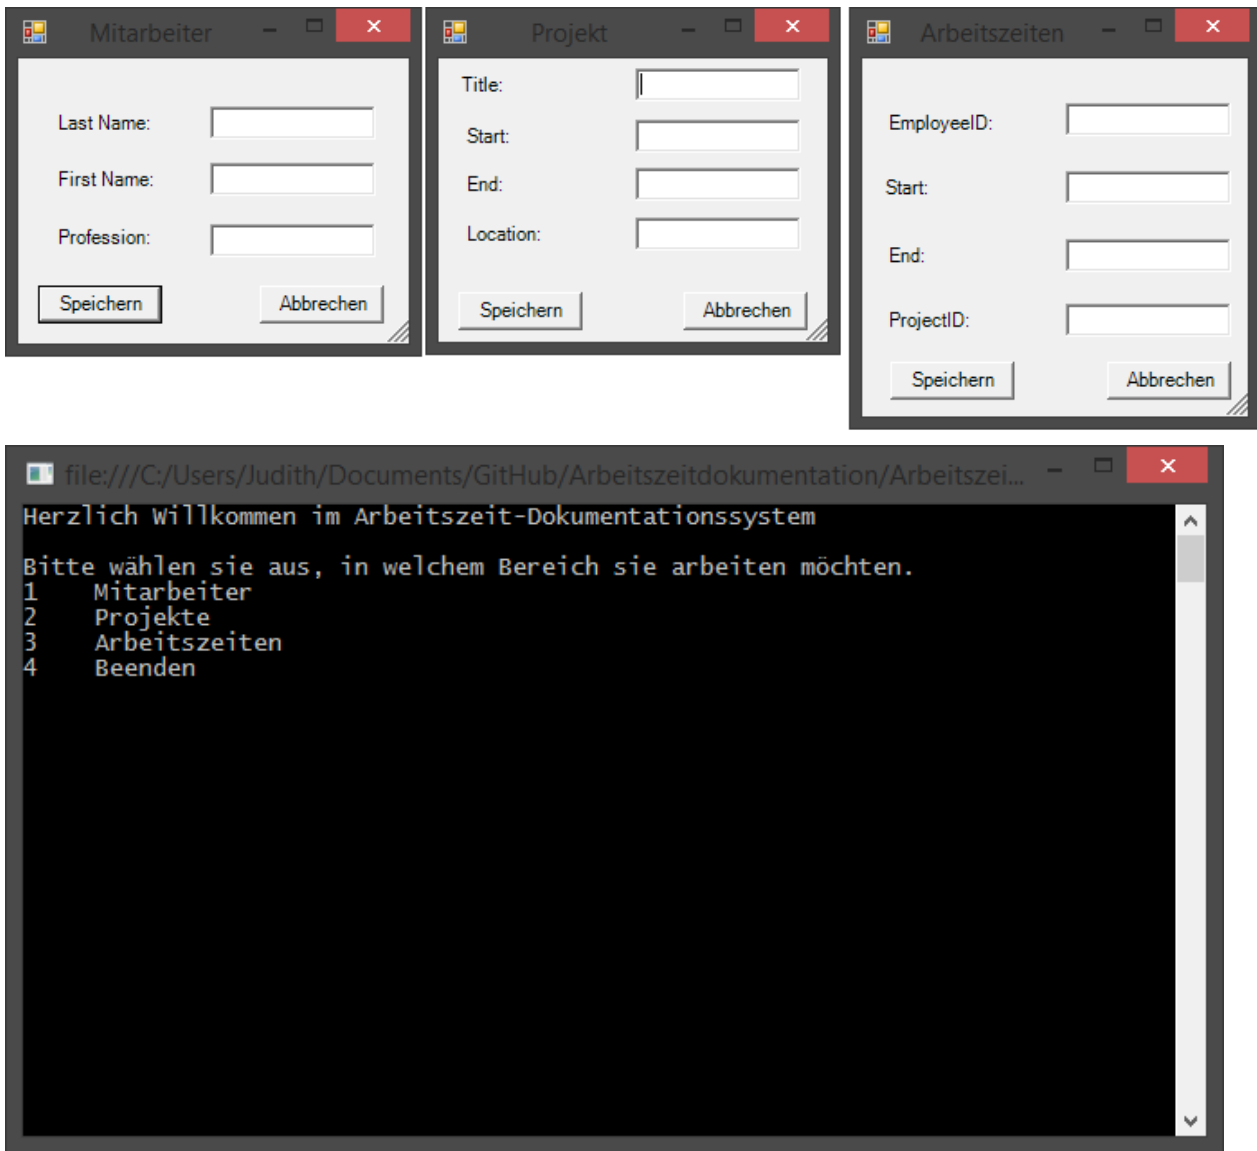 Mitarbeiter
Last Name:
First Name:
Profession:
Speichern
Abbrechen
Projekt
Title:
Start:
End:
Location:
Speichern
Abbrechen
Arbeitszeiten
EmployeeID:
Start:
End:
ProjectID:
Speichern
Abbrechen
file:///C:/Users/Judith/Documents/GitHub/Arbeitszeitdokumentation/Arbeitszei...
Herzlich Willkommen im Arbeitszeit-Dokumentationssystem
Bitte wählen sie aus, in welchem Bereich sie arbeiten möchten.
1 Mitarbeiter
2 Projekte
3 Arbeitszeiten
4 Beenden